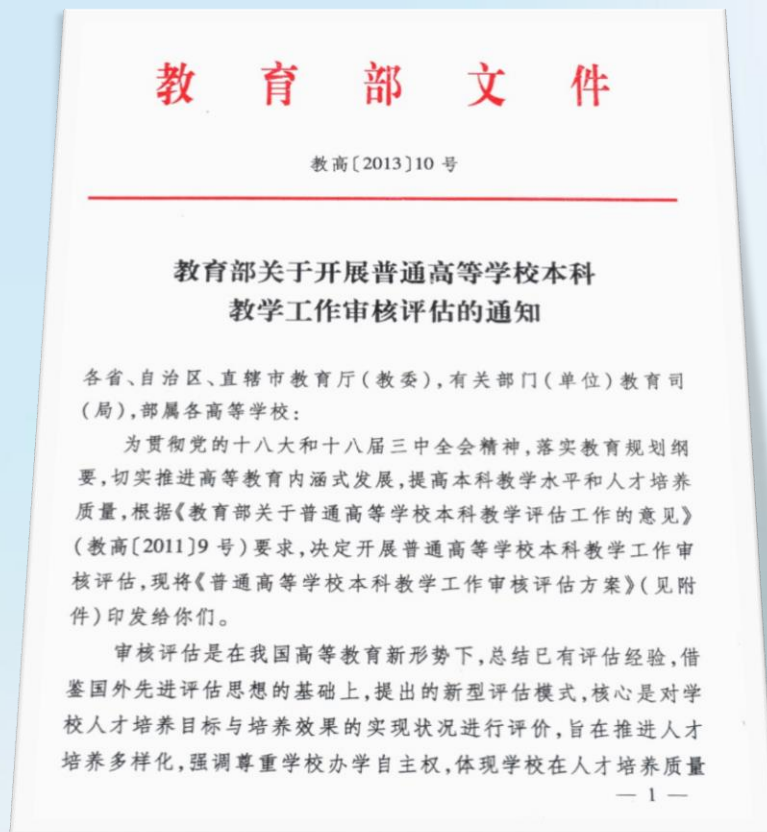 教育部文件
教高〔2013〕10 号
教育部关于开展普通高等学校本科
教学工作审核评估的通知
各省、自治区、直辖市教育厅(教委),有关部门(单位)教育司
(局),部属各高等学校:
为贯彻党的十八大和十八届三中全会精神,落实教育规划纲
要,切实推进高等教育内涵式发展,提高本科教学水平和人才培养
质量,根据《教育部关于普通高等学校本科教学评估工作的意见》
(教高〔2011〕9 号)要求,决定开展普通高等学校本科教学工作审
核评估,现将《普通高等学校本科教学工作审核评估方案》(见附
件)印发给你们。
审核评估是在我国高等教育新形势下,总结已有评估经验,借
鉴国外先进评估思想的基础上,提出的新型评估模式,核心是对学
校人才培养目标与培养效果的实现状况进行评价,旨在推进人才
培养多样化,强调尊重学校办学自主权,体现学校在人才培养质量
— 1 —